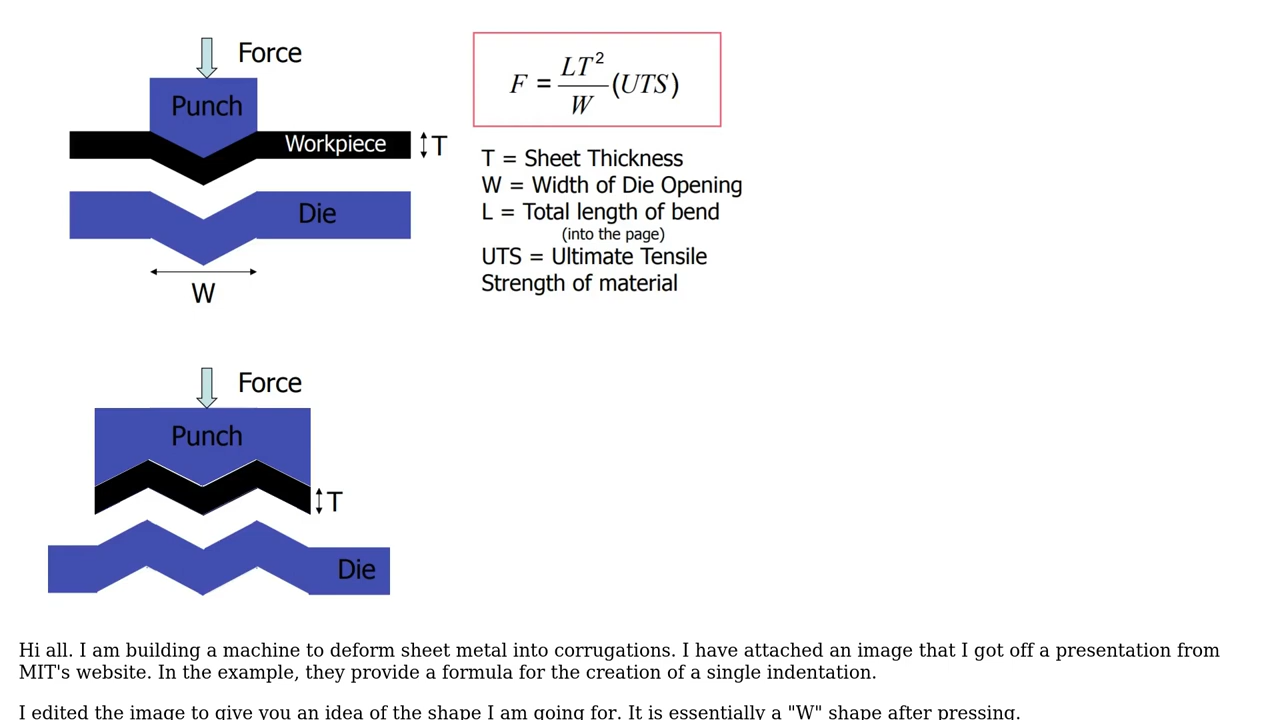 Force
Punch
Workpiece
T
Die
W
F = LT²/W (UTS)
T = Sheet Thickness
W = Width of Die Opening
L = Total length of bend
(into the page)
UTS = Ultimate Tensile
Strength of material
Force
Punch
T
Die
Hi all. I am building a machine to deform sheet metal into corrugations. I have attached an image that I got off a presentation from
MIT's website. In the example, they provide a formula for the creation of a single indentation.
I edited the image to give you an idea of the shape I am going for. It is essentially a "W" shape after pressing.